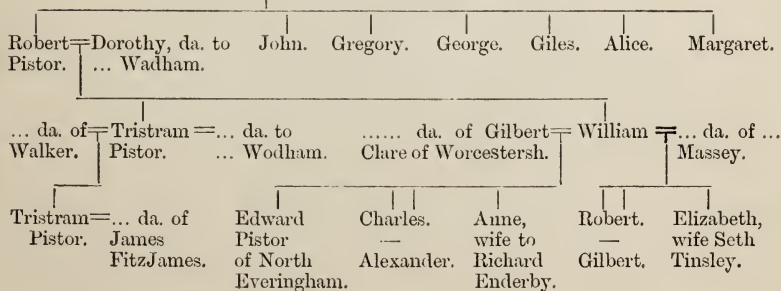 Robert=Dorothy, da. to John. Gregory. George. Giles. Alice. Margaret.
Pistor. ... Wadham.
... da. of=Tristram=... da. to ...... da. of Gilbert= William =... da. of ...
Walker. Pistor. ... Wodham. Clare of Worcestersh. Massey.
Tristram=... da. of Edward Charles. Anne, Robert. Elizabeth,
Pistor. James Pistor — wife to — wife Seth
FitzJames. of North Alexander. Richard Gilbert. Tinsley.
Everingham. Enderby.